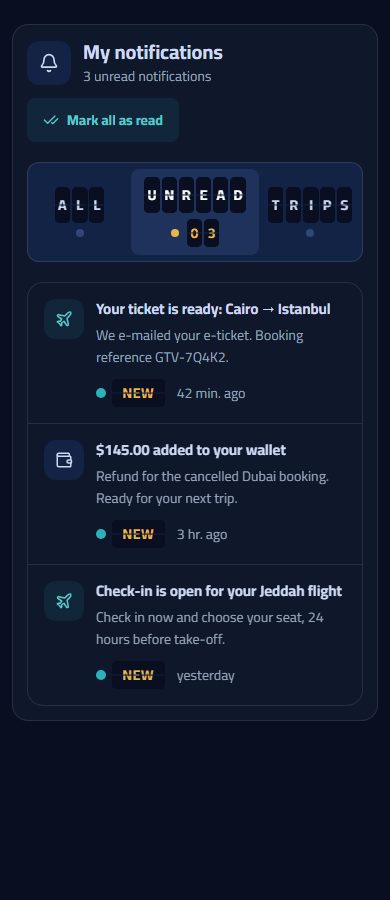 My notifications
3 unread notifications
Mark all as read
ALL
UNREAD
03
TRIPS
Your ticket is ready: Cairo → Istanbul
We e-mailed your e-ticket. Booking
reference GTV-7Q4K2.
NEW 42 min. ago
$145.00 added to your wallet
Refund for the cancelled Dubai booking.
Ready for your next trip.
NEW 3 hr. ago
Check-in is open for your Jeddah flight
Check in now and choose your seat, 24
hours before take-off.
NEW yesterday